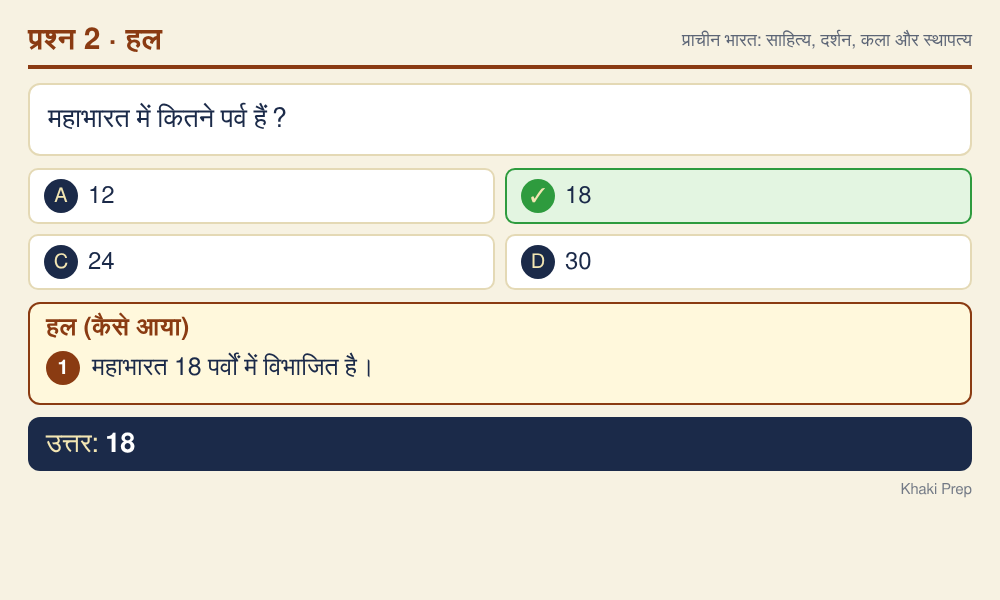 प्रश्न 2 · हल
प्राचीन भारत: साहित्य, दर्शन, कला और स्थापत्य
महाभारत में कितने पर्व हैं ?
A 12
✓ 18
C 24
D 30
हल (कैसे आया)
1 महाभारत 18 पर्वों में विभाजित है।
उत्तर: 18
Khaki Prep